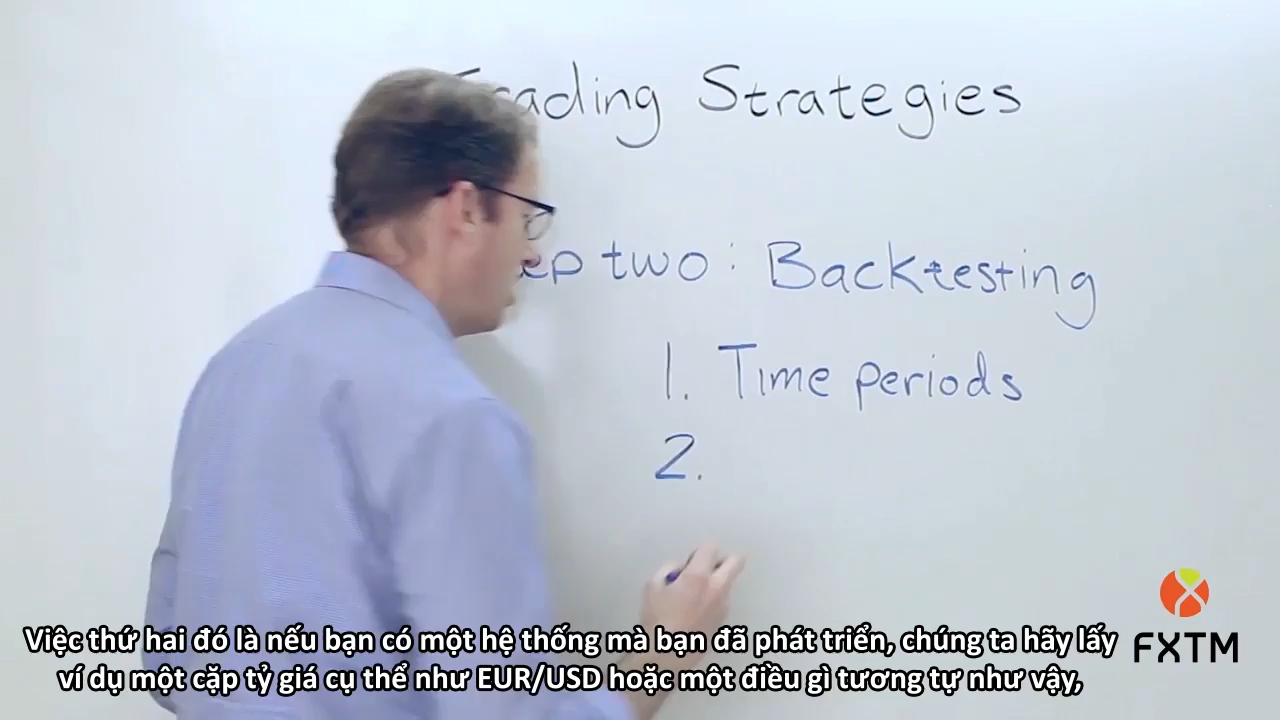 Trading Strategies
ep two: Backtesting
1. Time periods
2.
FXTM
Việc thứ hai đó là nếu bạn có một hệ thống mà bạn đã phát triển, chúng ta hãy lấy
ví dụ một cặp tỷ giá cụ thể như EUR/USD hoặc một điều gì tương tự như vậy,